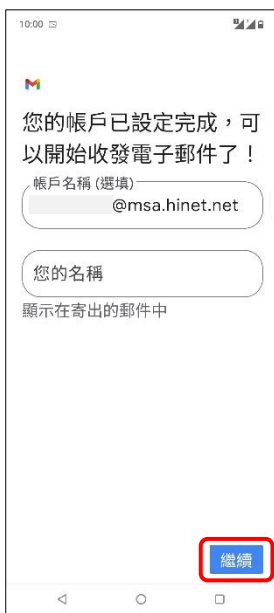 10:00
您的帳戶已設定完成，可
以開始收發電子郵件了！
帳戶名稱 (選填)
@msa.hinet.net
您的名稱
顯示在寄出的郵件中
繼續